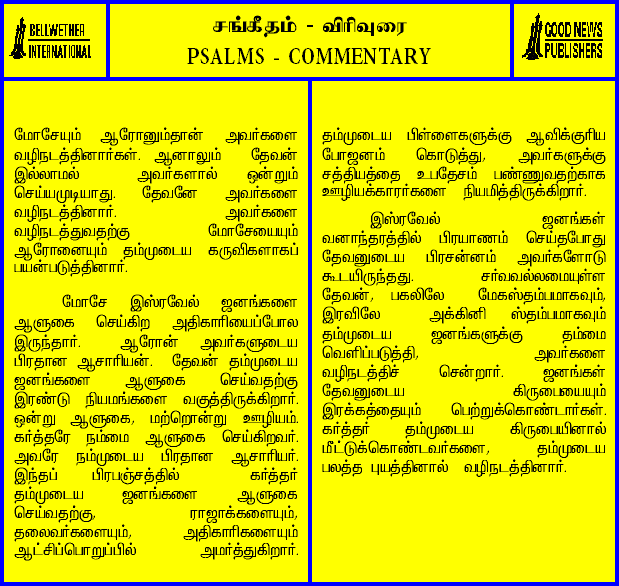 BELLWETHER
INTERNATIONAL
சங்கீதம் - விரிவுரை
PSALMS - COMMENTARY
GOOD NEWS
PUBLISHERS
மோசேயும் ஆரோனும்தான் அவர்களை
வழிநடத்தினார்கள். ஆனாலும் தேவன்
இல்லாமல் அவர்களால் ஒன்றும்
செய்யமுடியாது. தேவனே அவர்களை
வழிநடத்தினார். அவர்களை
வழிநடத்துவதற்கு மோசேயையும்
ஆரோனையும் தம்முடைய கருவிகளாகப்
பயன்படுத்தினார்.
மோசே இஸ்ரவேல் ஜனங்களை
ஆளுகை செய்கிற அதிகாரியைப்போல
இருந்தார். ஆரோன் அவர்களுடைய
பிரதான ஆசாரியன். தேவன் தம்முடைய
ஜனங்களை ஆளுகை செய்வதற்கு
இரண்டு நியமங்களை வகுத்திருக்கிறார்.
ஒன்று ஆளுகை, மற்றொன்று ஊழியம்.
கர்த்தரே நம்மை ஆளுகை செய்கிறவர்.
அவரே நம்முடைய பிரதான ஆசாரியர்.
இந்தப் பிரபஞ்சத்தில் கர்த்தர்
தம்முடைய ஜனங்களை ஆளுகை
செய்வதற்கு, ராஜாக்களையும்,
தலைவர்களையும், அதிகாரிகளையும்
ஆட்சிப்பொறுப்பில் அமர்த்துகிறார்.
தம்முடைய பிள்ளைகளுக்கு ஆவிக்குரிய
போஜனம் கொடுத்து, அவர்களுக்கு
சத்தியத்தை உபதேசம் பண்ணுவதற்காக
ஊழியக்காரர்களை நியமித்திருக்கிறார்.
இஸ்ரவேல் ஜனங்கள்
வனாந்தரத்தில் பிரயாணம் செய்தபோது
தேவனுடைய பிரசன்னம் அவர்களோடு
கூடயிருந்தது. சர்வவல்லமையுள்ள
தேவன், பகலிலே மேகஸ்தம்பமாகவும்,
இரவிலே அக்கினி ஸ்தம்பமாகவும்
தம்முடைய ஜனங்களுக்கு தம்மை
வெளிப்படுத்தி, அவர்களை
வழிநடத்திச் சென்றார். ஜனங்கள்
தேவனுடைய கிருபையையும்
இரக்கத்தையும் பெற்றுக்கொண்டார்கள்.
கர்த்தர் தம்முடைய கிருபையினால்
மீட்டுக்கொண்டவர்களை, தம்முடைய
பலத்த புயத்தினால் வழிநடத்தினார்.